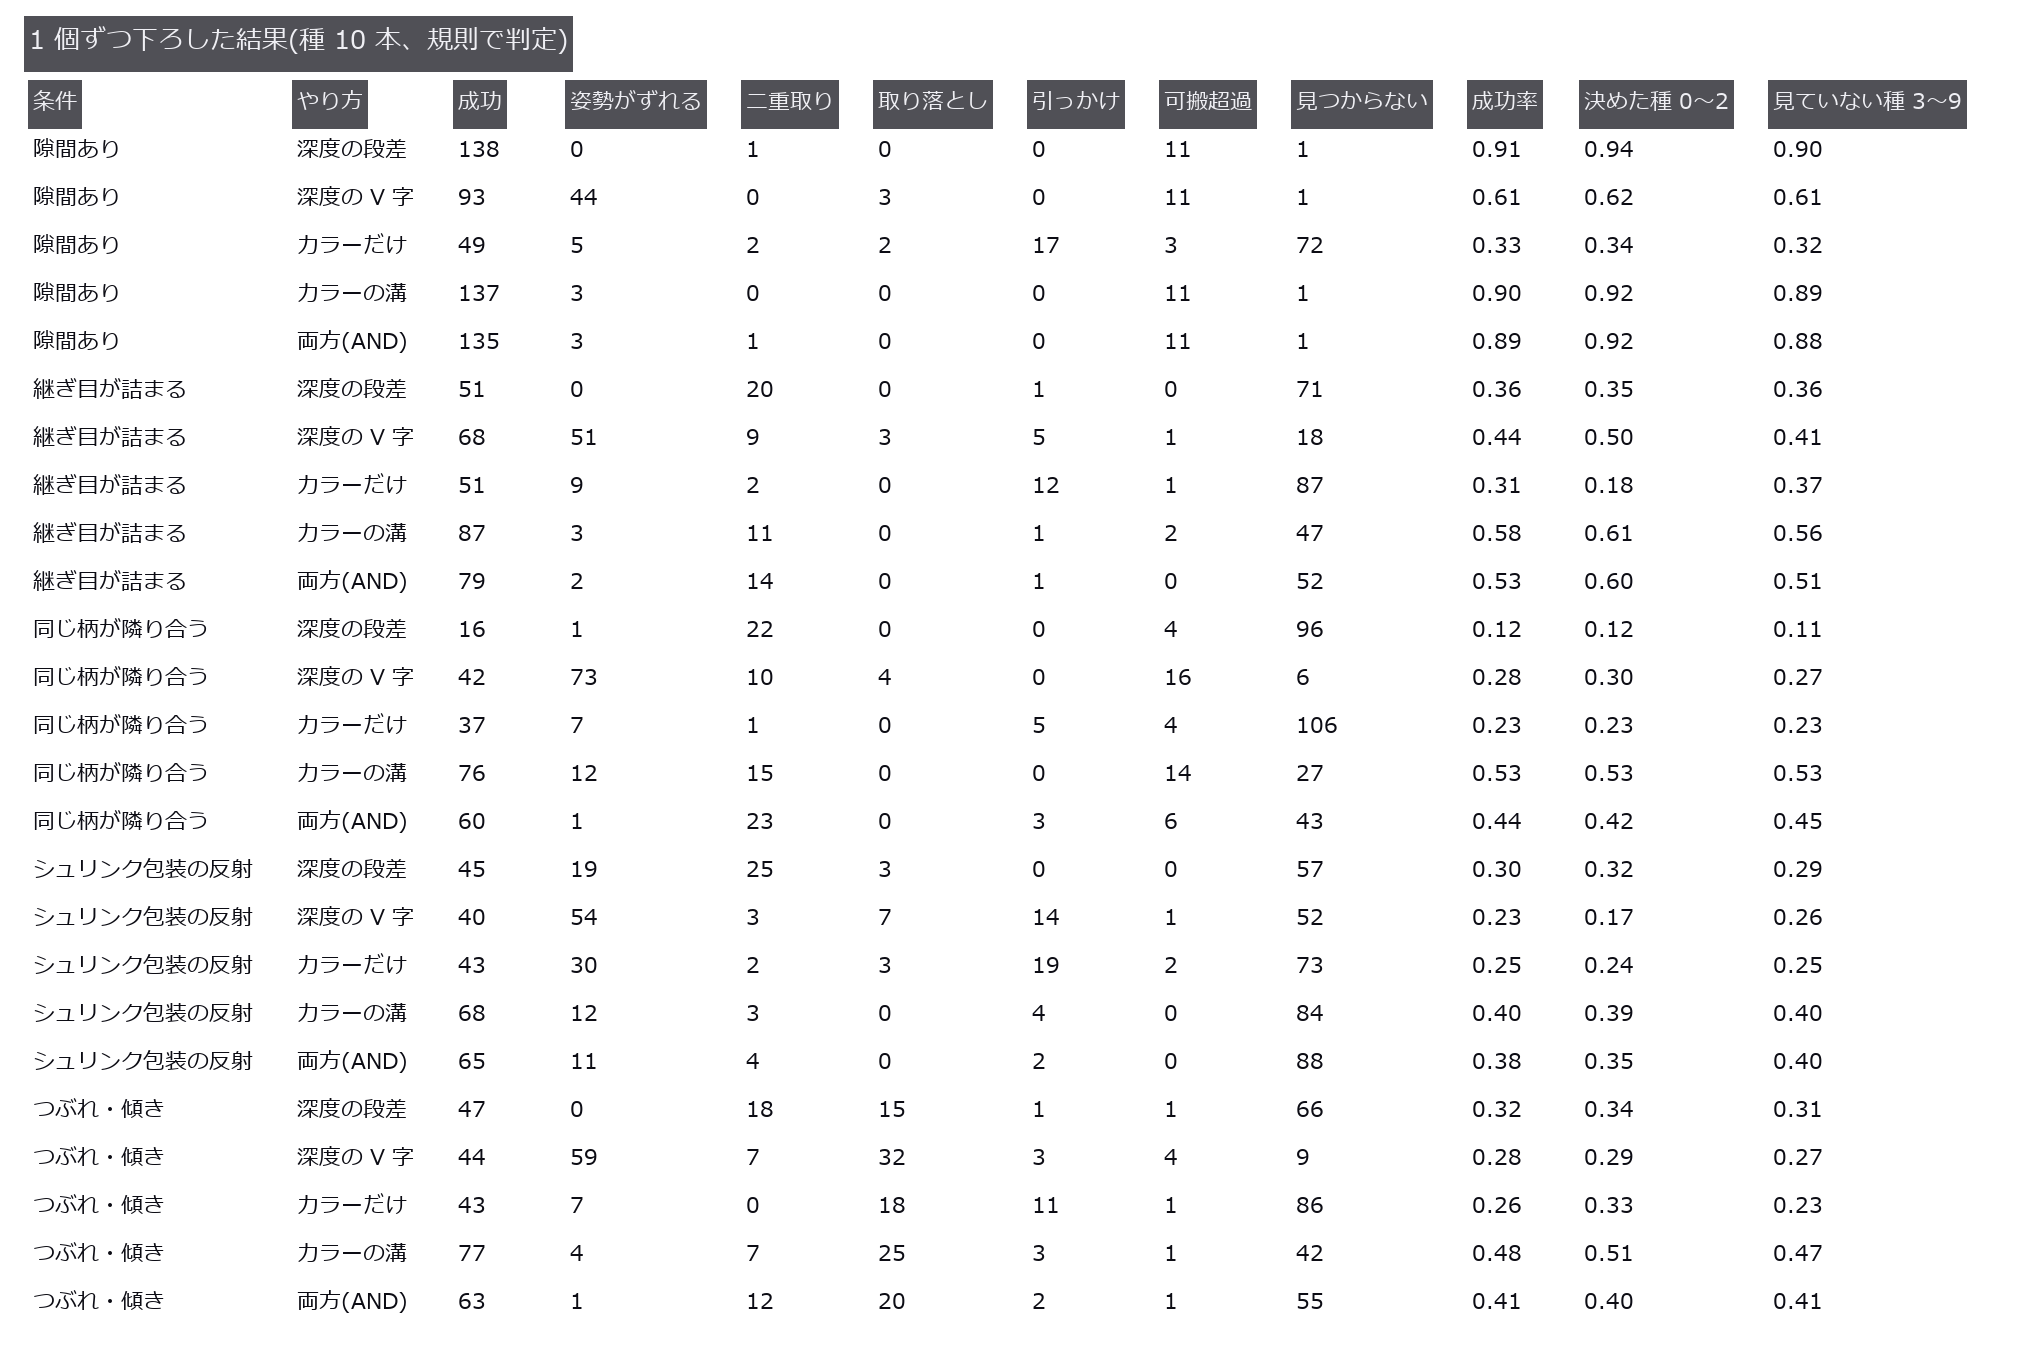 1 個ずつ下ろした結果(種 10 本、規則で判定)
条件 やり方 成功 姿勢がずれる 二重取り 取り落とし 引っかけ 可搬超過 見つからない 成功率 決めた種 0〜2 見ていない種 3〜9
隙間あり 深度の段差 138 0 1 0 0 11 1 0.91 0.94 0.90
隙間あり 深度の V 字 93 44 0 3 0 11 1 0.61 0.62 0.61
隙間あり カラーだけ 49 5 2 2 17 3 72 0.33 0.34 0.32
隙間あり カラーの溝 137 3 0 0 0 11 1 0.90 0.92 0.89
隙間あり 両方(AND) 135 3 1 0 0 11 1 0.89 0.92 0.88
継ぎ目が詰まる 深度の段差 51 0 20 0 1 0 71 0.36 0.35 0.36
継ぎ目が詰まる 深度の V 字 68 51 9 3 5 1 18 0.44 0.50 0.41
継ぎ目が詰まる カラーだけ 51 9 2 0 12 1 87 0.31 0.18 0.37
継ぎ目が詰まる カラーの溝 87 3 11 0 1 2 47 0.58 0.61 0.56
継ぎ目が詰まる 両方(AND) 79 2 14 0 1 0 52 0.53 0.60 0.51
同じ柄が隣り合う 深度の段差 16 1 22 0 0 4 96 0.12 0.12 0.11
同じ柄が隣り合う 深度の V 字 42 73 10 4 0 16 6 0.28 0.30 0.27
同じ柄が隣り合う カラーだけ 37 7 1 0 5 4 106 0.23 0.23 0.23
同じ柄が隣り合う カラーの溝 76 12 15 0 0 14 27 0.53 0.53 0.53
同じ柄が隣り合う 両方(AND) 60 1 23 0 3 6 43 0.44 0.42 0.45
シュリンク包装の反射 深度の段差 45 19 25 3 0 0 57 0.30 0.32 0.29
シュリンク包装の反射 深度の V 字 40 54 3 7 14 1 52 0.23 0.17 0.26
シュリンク包装の反射 カラーだけ 43 30 2 3 19 2 73 0.25 0.24 0.25
シュリンク包装の反射 カラーの溝 68 12 3 0 4 0 84 0.40 0.39 0.40
シュリンク包装の反射 両方(AND) 65 11 4 0 2 0 88 0.38 0.35 0.40
つぶれ・傾き 深度の段差 47 0 18 15 1 1 66 0.32 0.34 0.31
つぶれ・傾き 深度の V 字 44 59 7 32 3 4 9 0.28 0.29 0.27
つぶれ・傾き カラーだけ 43 7 0 18 11 1 86 0.26 0.33 0.23
つぶれ・傾き カラーの溝 77 4 7 25 3 1 42 0.48 0.51 0.47
つぶれ・傾き 両方(AND) 63 1 12 20 2 1 55 0.41 0.40 0.41